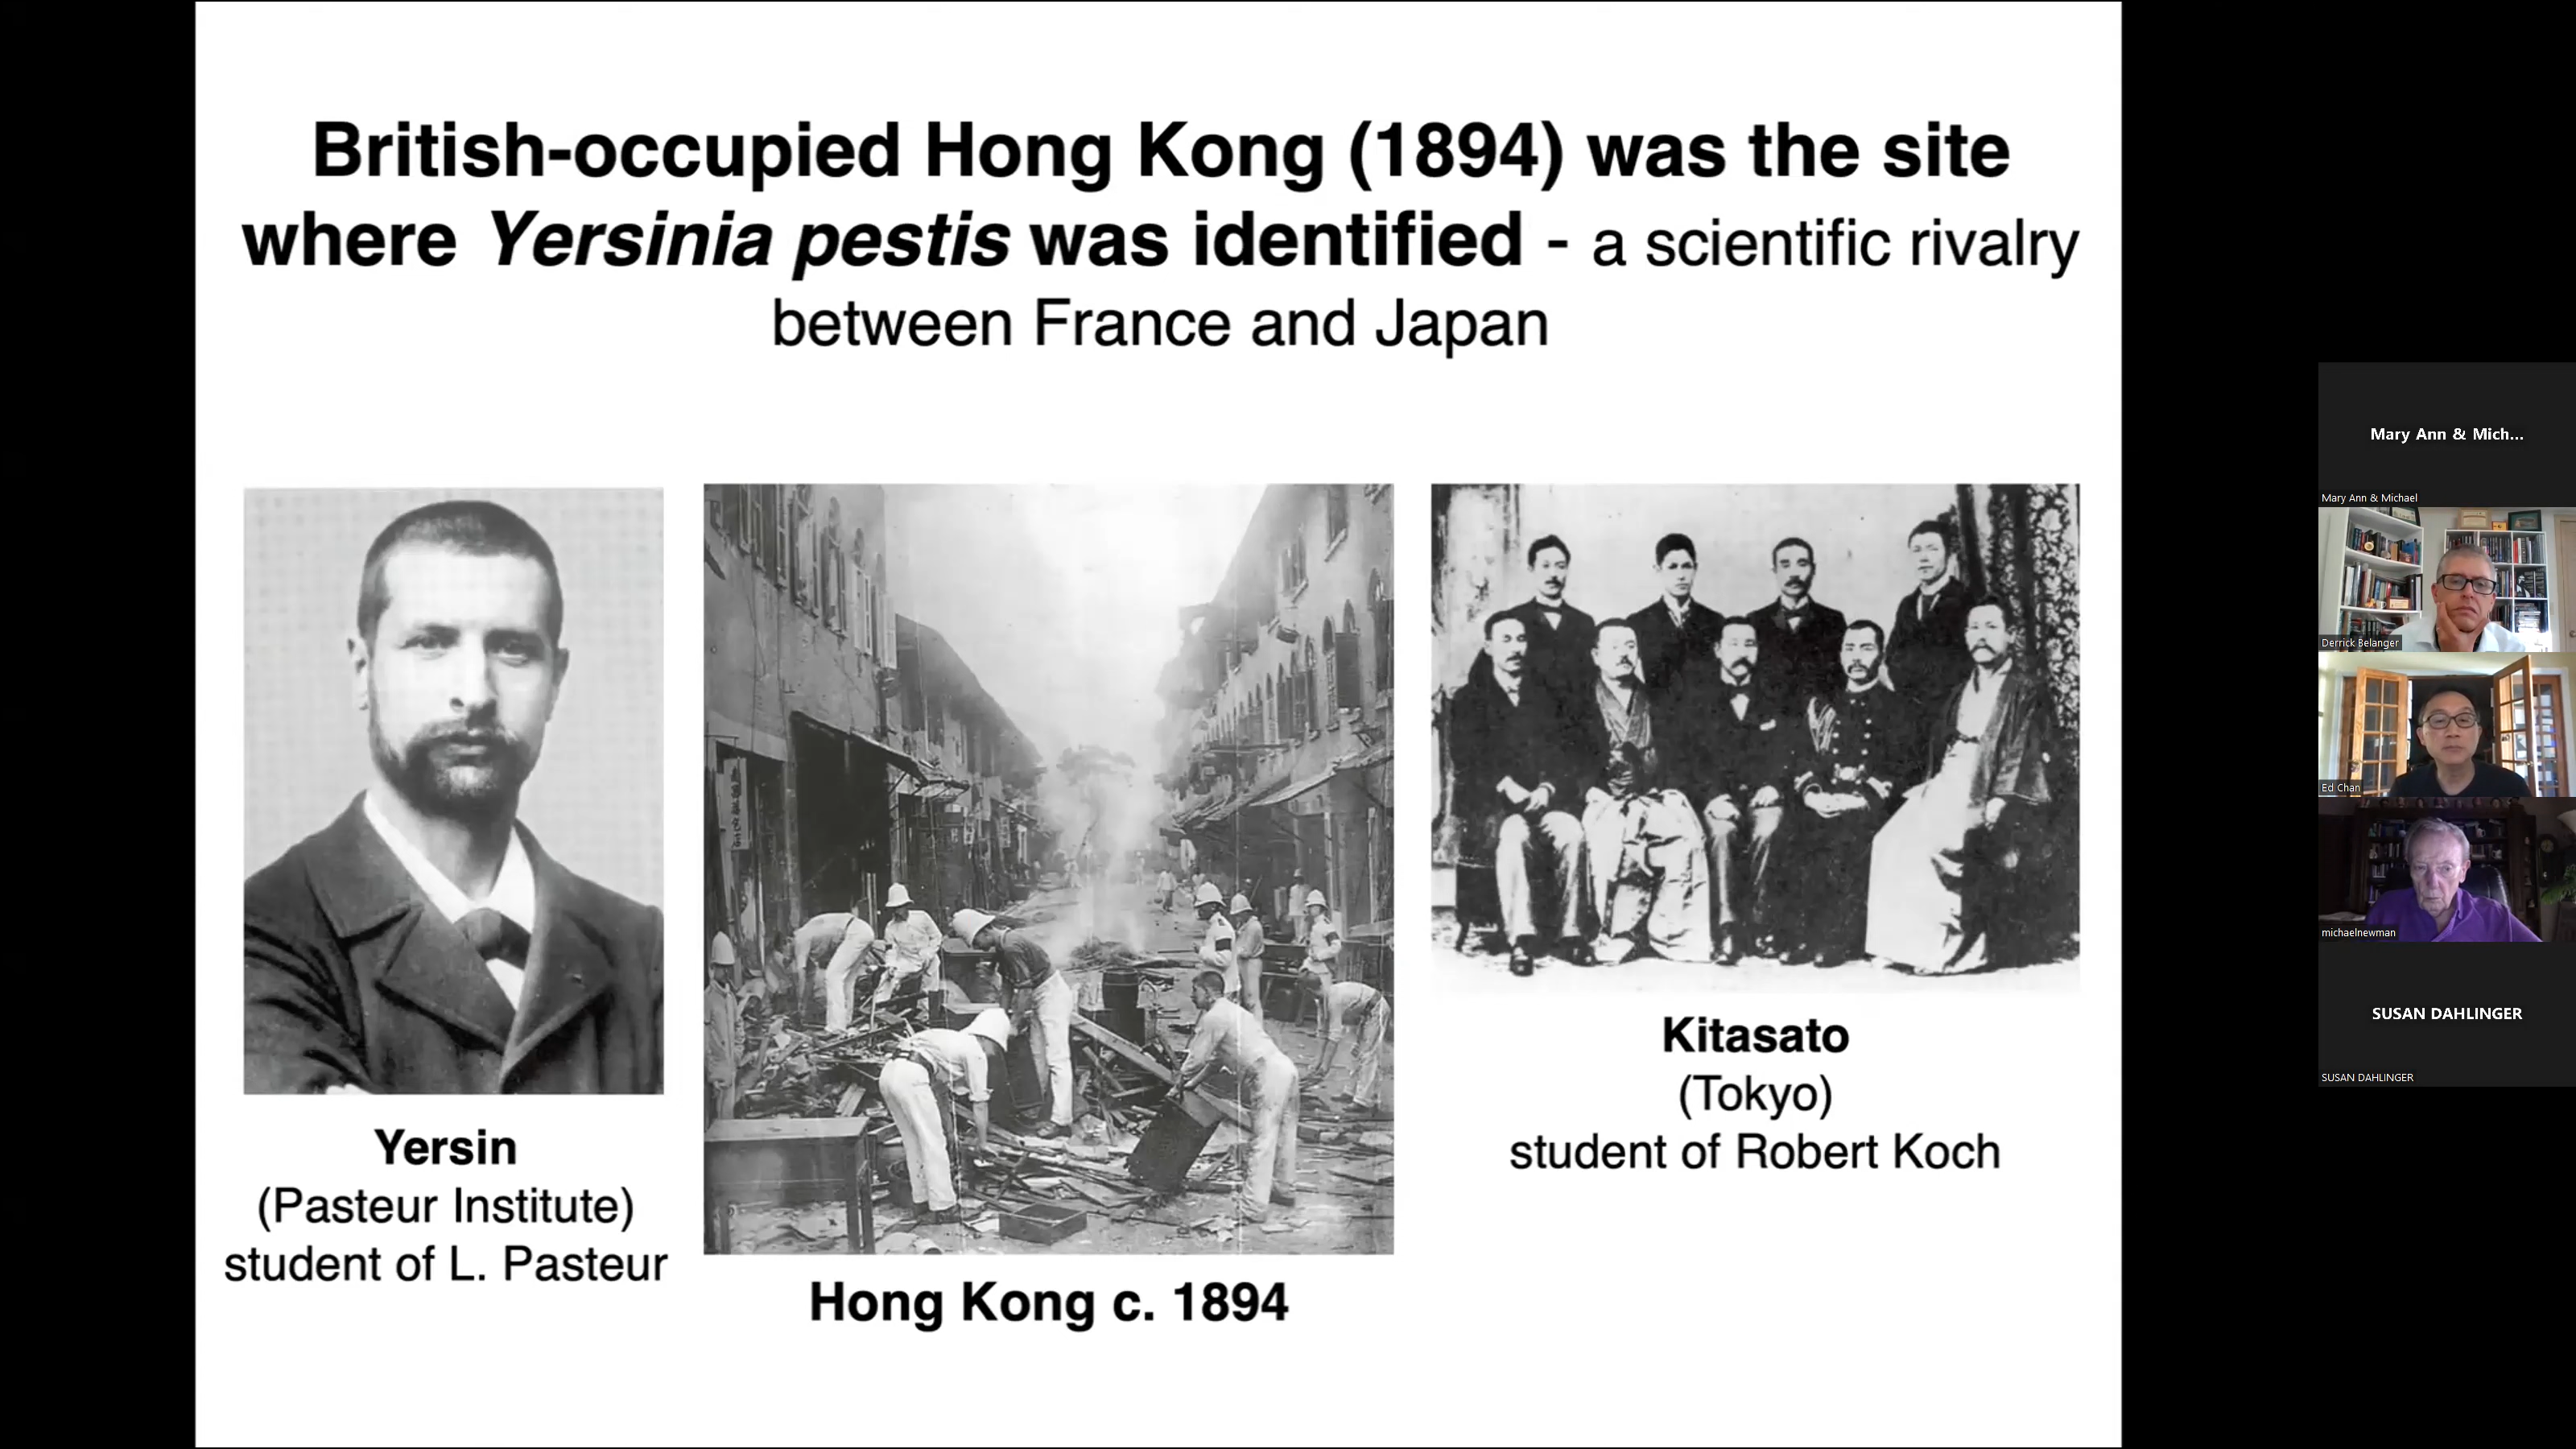 British-occupied Hong Kong (1894) was the site
where Yersinia pestis was identified - a scientific rivalry
between France and Japan
Yersin
(Pasteur Institute)
student of L. Pasteur
Hong Kong c. 1894
Kitasato
(Tokyo)
student of Robert Koch
Mary Ann & Mich...
Mary Ann & Michael
Derrick Belanger
Ed Chan
michaelnewman
SUSAN DAHLINGER
SUSAN DAHLINGER